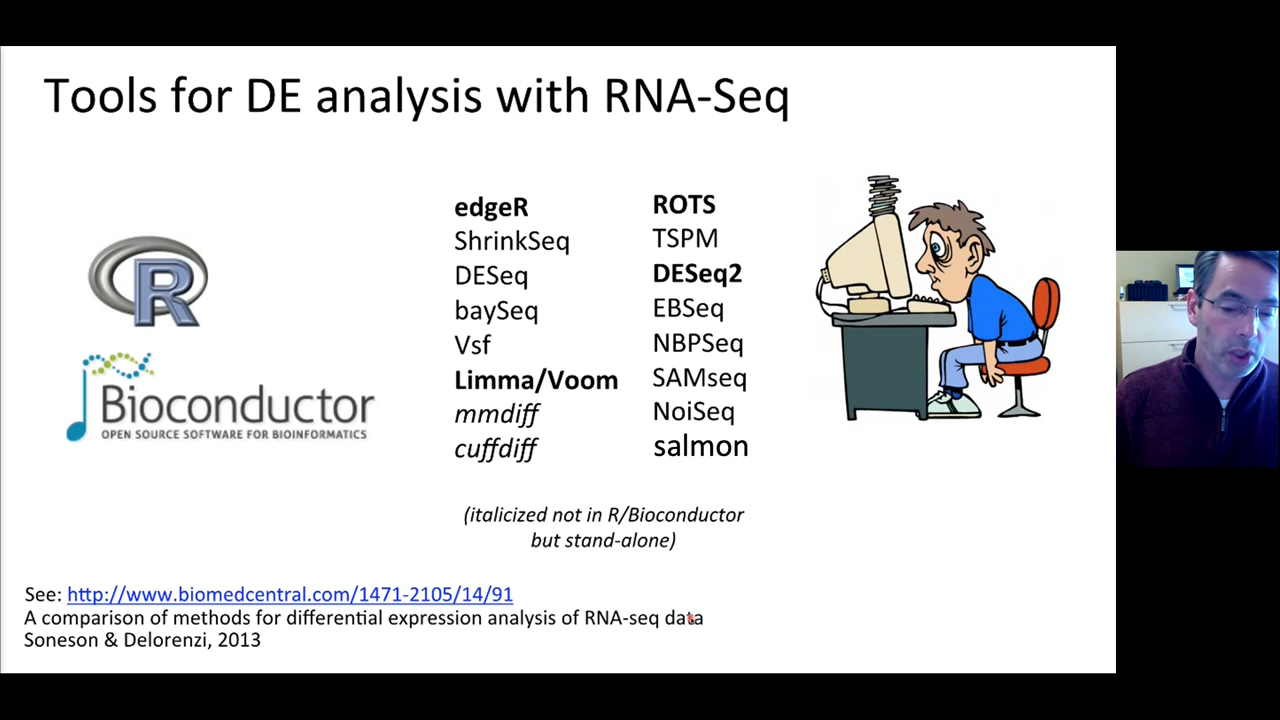 Tools for DE analysis with RNA-Seq
R
Bioconductor
OPEN SOURCE SOFTWARE FOR BIOINFORMATICS
edgeR
ShrinkSeq
DESeq
baySeq
Vsf
Limma/Voom
mmdiff
cuffdiff
ROTS
TSPM
DESeq2
EBSeq
NBPSeq
SAMseq
NoiSeq
salmon
(italicized not in R/Bioconductor
but stand-alone)
See: http://www.biomedcentral.com/1471-2105/14/91
A comparison of methods for differential expression analysis of RNA-seq data
Soneson & Delorenzi, 2013